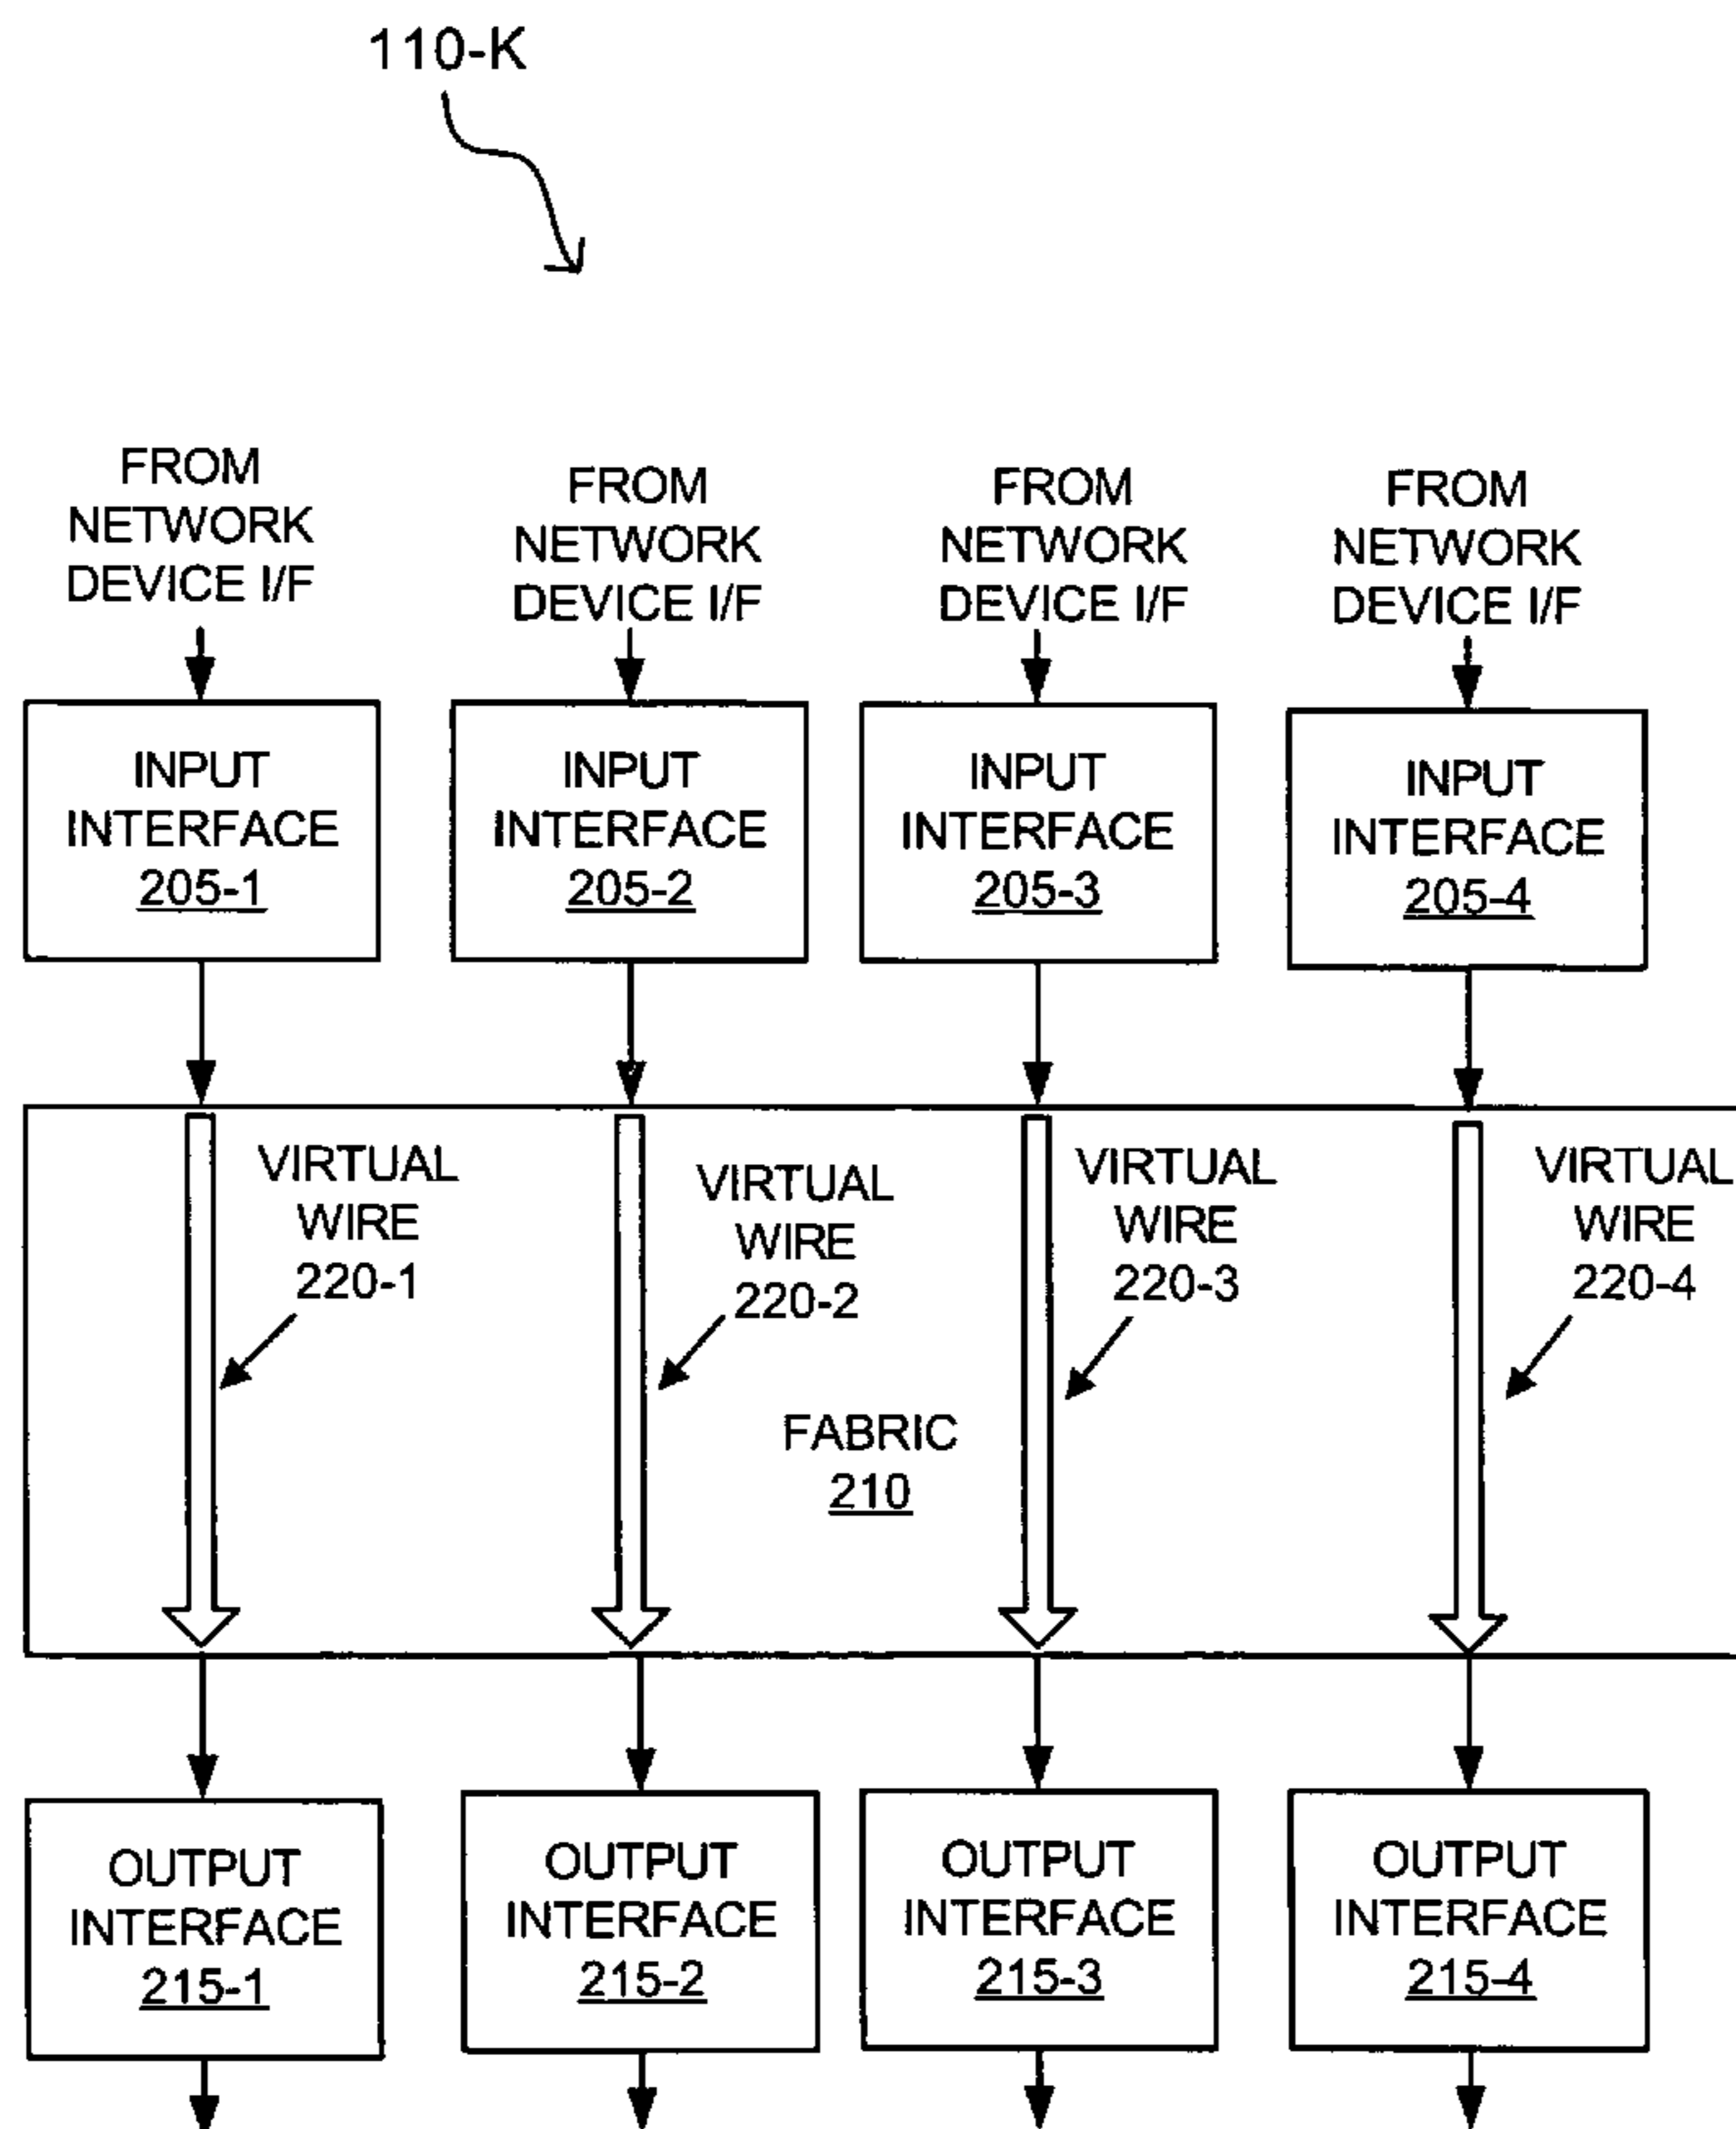 110-K
FROM
NETWORK
DEVICE I/F
FROM
NETWORK
DEVICE I/F
FROM
NETWORK
DEVICE I/F
FROM
NETWORK
DEVICE I/F
INPUT
INTERFACE
205-1
INPUT
INTERFACE
205-2
INPUT
INTERFACE
205-3
INPUT
INTERFACE
205-4
VIRTUAL
WIRE
220-1
VIRTUAL
WIRE
220-2
VIRTUAL
WIRE
220-3
VIRTUAL
WIRE
220-4
FABRIC
210
OUTPUT
INTERFACE
215-1
OUTPUT
INTERFACE
215-2
OUTPUT
INTERFACE
215-3
OUTPUT
INTERFACE
215-4